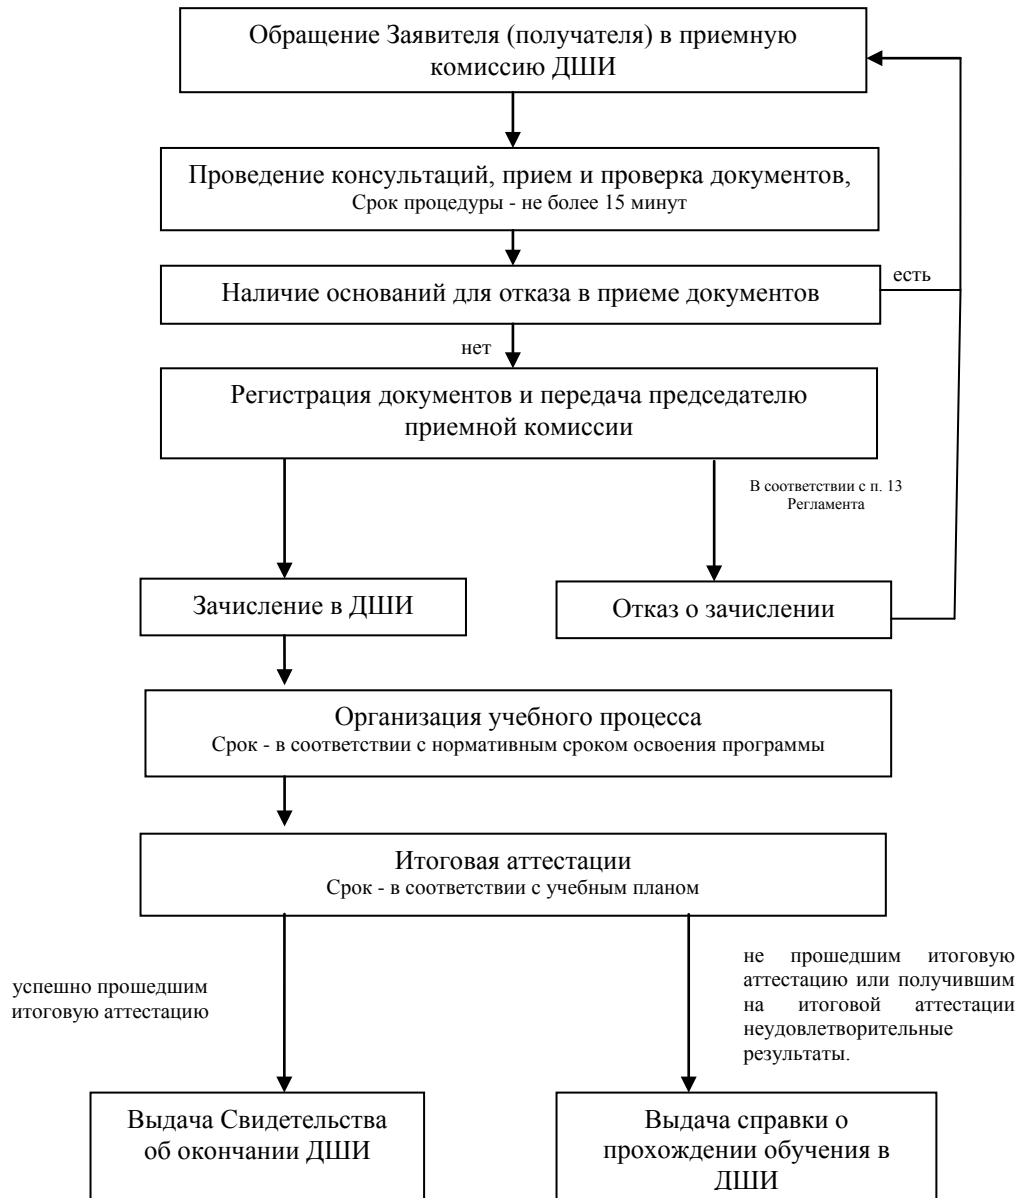 Обращение Заявителя (получателя) в приемную
комиссию ДШИ
Проведение консультаций, прием и проверка документов,
Срок процедуры - не более 15 минут
есть
Наличие оснований для отказа в приеме документов
нет
Регистрация документов и передача председателю
приемной комиссии
В соответствии с п. 13
Регламента
Зачисление в ДШИ
Отказ о зачислении
Организация учебного процесса
Срок - в соответствии с нормативным сроком освоения программы
Итоговая аттестации
Срок - в соответствии с учебным планом
успешно прошедшим
итоговую аттестацию
не прошедшим итоговую
аттестацию или получившим
на итоговой аттестации
неудовлетворительные
результаты.
Выдача Свидетельства
об окончании ДШИ
Выдача справки о
прохождении обучения в
ДШИ